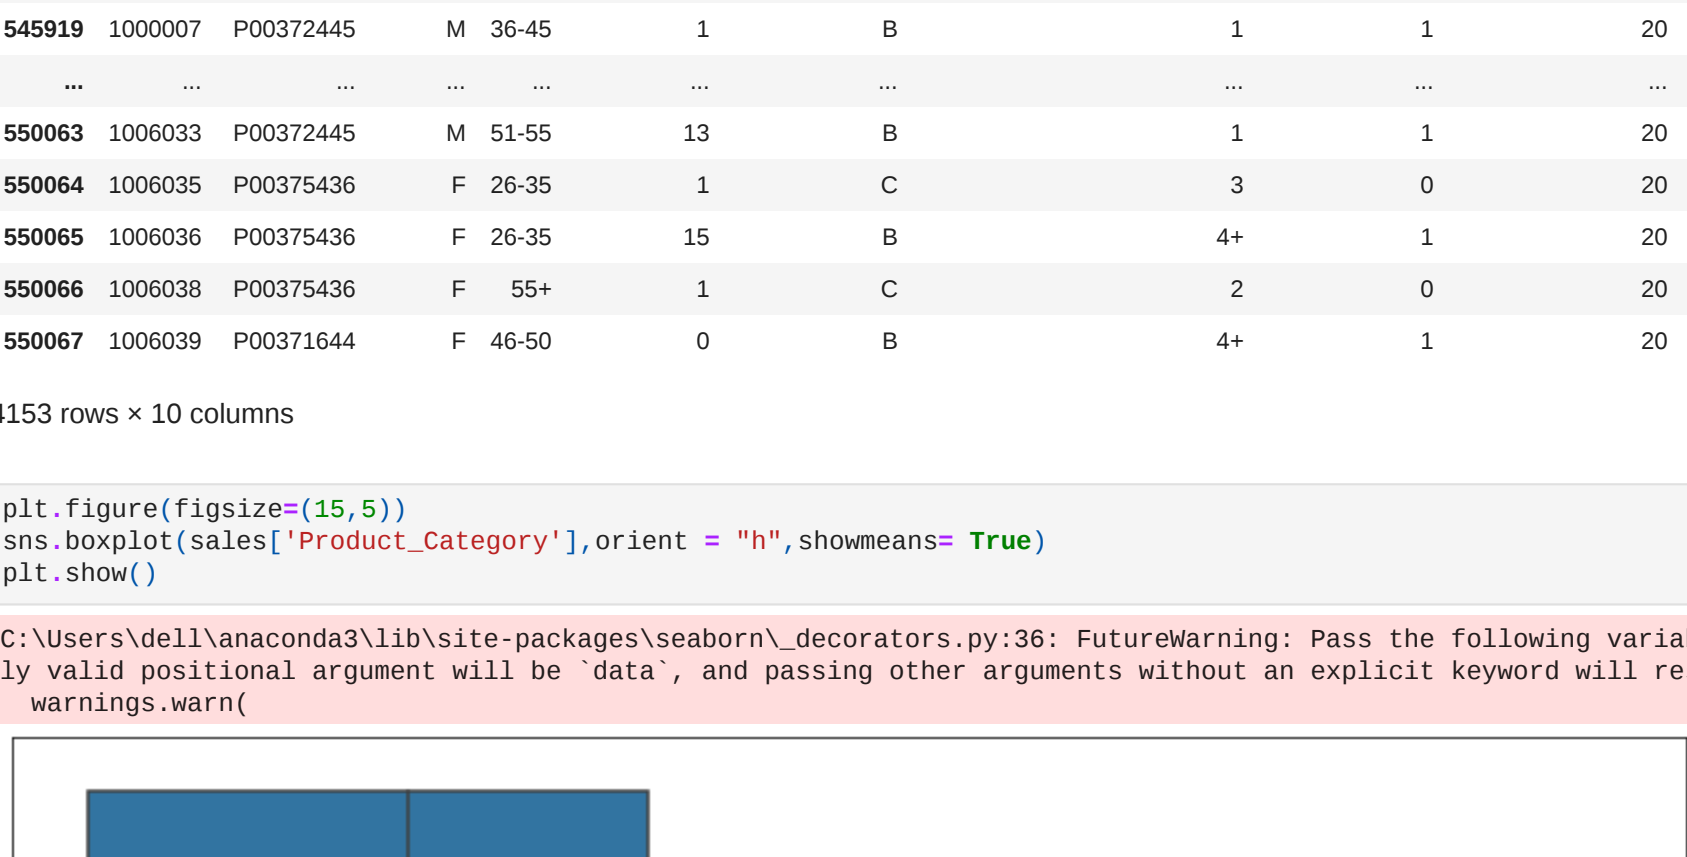 545919 1000007 P00372445 M 36-45 1 B 1 1 20
... ... ... ... ... ... ... ... ... ...
550063 1006033 P00372445 M 51-55 13 B 1 1 20
550064 1006035 P00375436 F 26-35 1 C 3 0 20
550065 1006036 P00375436 F 26-35 15 B 4+ 1 20
550066 1006038 P00375436 F 55+ 1 C 2 0 20
550067 1006039 P00371644 F 46-50 0 B 4+ 1 20
4153 rows × 10 columns
plt.figure(figsize=(15,5))
sns.boxplot(sales['Product_Category'],orient = "h",showmeans= True)
plt.show()
C:\Users\dell\anaconda3\lib\site-packages\seaborn\_decorators.py:36: FutureWarning: Pass the following varia
ly valid positional argument will be `data`, and passing other arguments without an explicit keyword will re
warnings.warn(